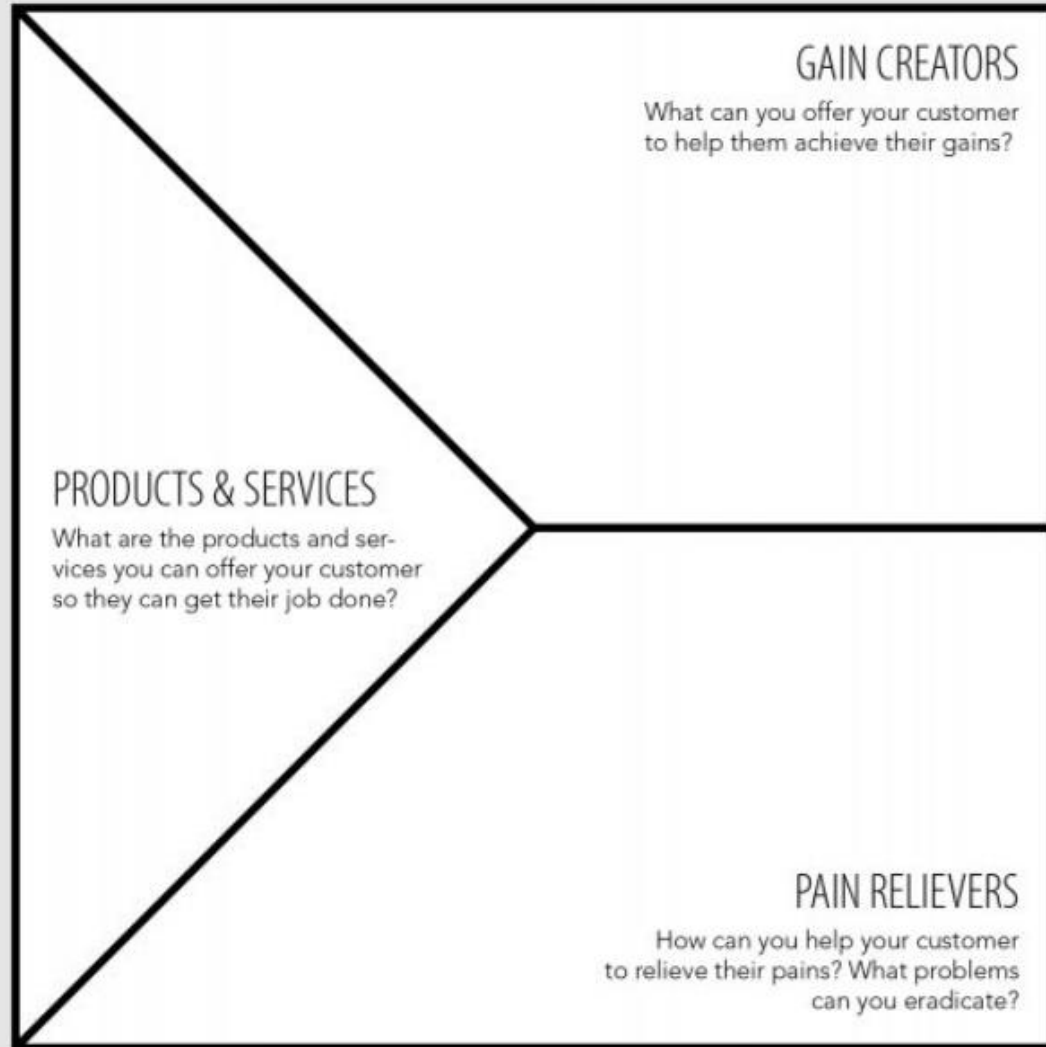 GAIN CREATORS
What can you offer your customer
to help them achieve their gains?
PRODUCTS & SERVICES
What are the products and ser-
vices you can offer your customer
so they can get their job done?
PAIN RELIEVERS
How can you help your customer
to relieve their pains? What problems
can you eradicate?